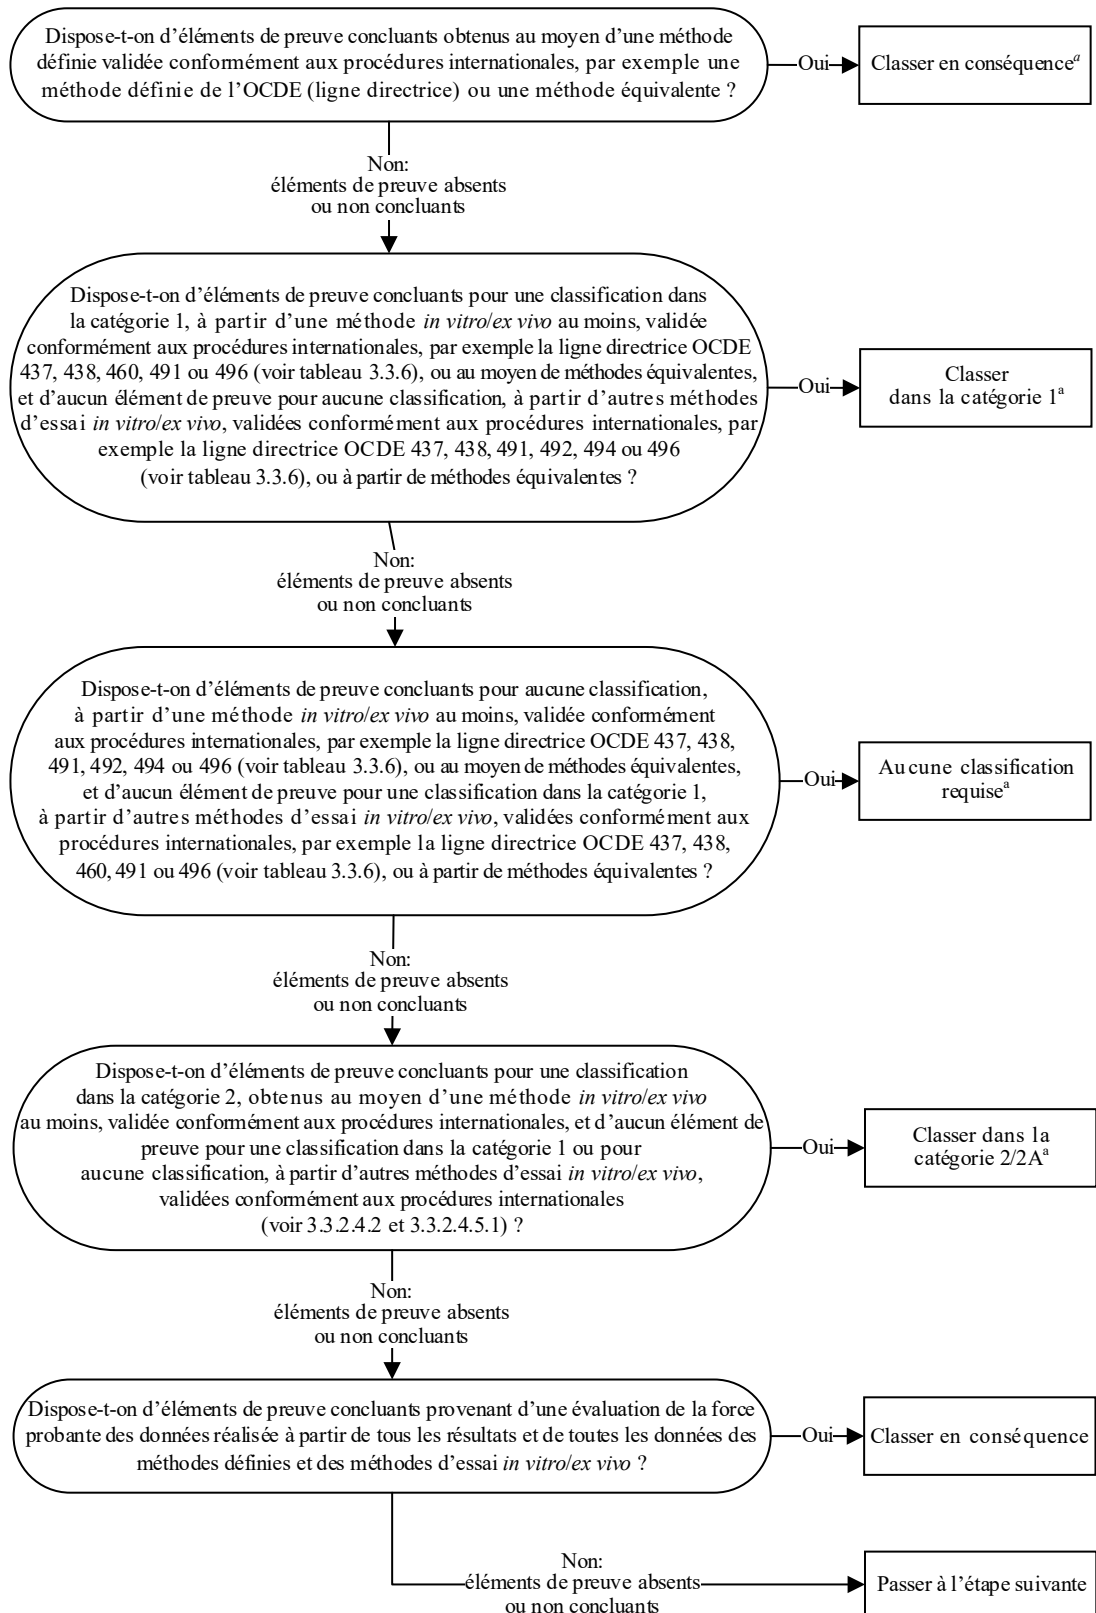 Dispose-t-on d’éléments de preuve concluants obtenus au moyen d’une méthode
définie validée conformément aux procédures internationales, par exemple une
méthode définie de l’OCDE (ligne directrice) ou une méthode équivalente ?
Oui
Classer en conséquenceᵃ
Non:
éléments de preuve absents
ou non concluants
Dispose-t-on d’éléments de preuve concluants pour une classification dans
la catégorie 1, à partir d’une méthode in vitro/ex vivo au moins, validée
conformément aux procédures internationales, par exemple la ligne directrice OCDE
437, 438, 460, 491 ou 496 (voir tableau 3.3.6), ou au moyen de méthodes équivalentes,
et d’aucun élément de preuve pour aucune classification, à partir d’autres méthodes
d’essai in vitro/ex vivo, validées conformément aux procédures internationales, par
exemple la ligne directrice OCDE 437, 438, 491, 492, 494 ou 496
(voir tableau 3.3.6), ou à partir de méthodes équivalentes ?
Oui
Classer
dans la catégorie 1ᵃ
Non:
éléments de preuve absents
ou non concluants
Dispose-t-on d’éléments de preuve concluants pour aucune classification,
à partir d’une méthode in vitro/ex vivo au moins, validée conformément
aux procédures internationales, par exemple la ligne directrice OCDE 437, 438,
491, 492, 494 ou 496 (voir tableau 3.3.6), ou au moyen de méthodes équivalentes,
et d’aucun élément de preuve pour une classification dans la catégorie 1,
à partir d’autres méthodes d’essai in vitro/ex vivo, validées conformément aux
procédures internationales, par exemple la ligne directrice OCDE 437, 438,
460, 491 ou 496 (voir tableau 3.3.6), ou à partir de méthodes équivalentes ?
Oui
Aucune classification
requiseᵃ
Non:
éléments de preuve absents
ou non concluants
Dispose-t-on d’éléments de preuve concluants pour une classification
dans la catégorie 2, obtenus au moyen d’une méthode in vitro/ex vivo
au moins, validée conformément aux procédures internationales, et d’aucun élément de
preuve pour une classification dans la catégorie 1 ou pour
aucune classification, à partir d’autres méthodes d’essai in vitro/ex vivo,
validées conformément aux procédures internationales
(voir 3.3.2.4.2 et 3.3.2.4.5.1) ?
Oui
Classer dans la
catégorie 2/2Aᵃ
Non:
éléments de preuve absents
ou non concluants
Dispose-t-on d’éléments de preuve concluants provenant d’une évaluation de la force
probante des données réalisée à partir de tous les résultats et de toutes les données des
méthodes définies et des méthodes d’essai in vitro/ex vivo ?
Oui
Classer en conséquence
Non:
éléments de preuve absents
ou non concluants
Passer à l’étape suivante